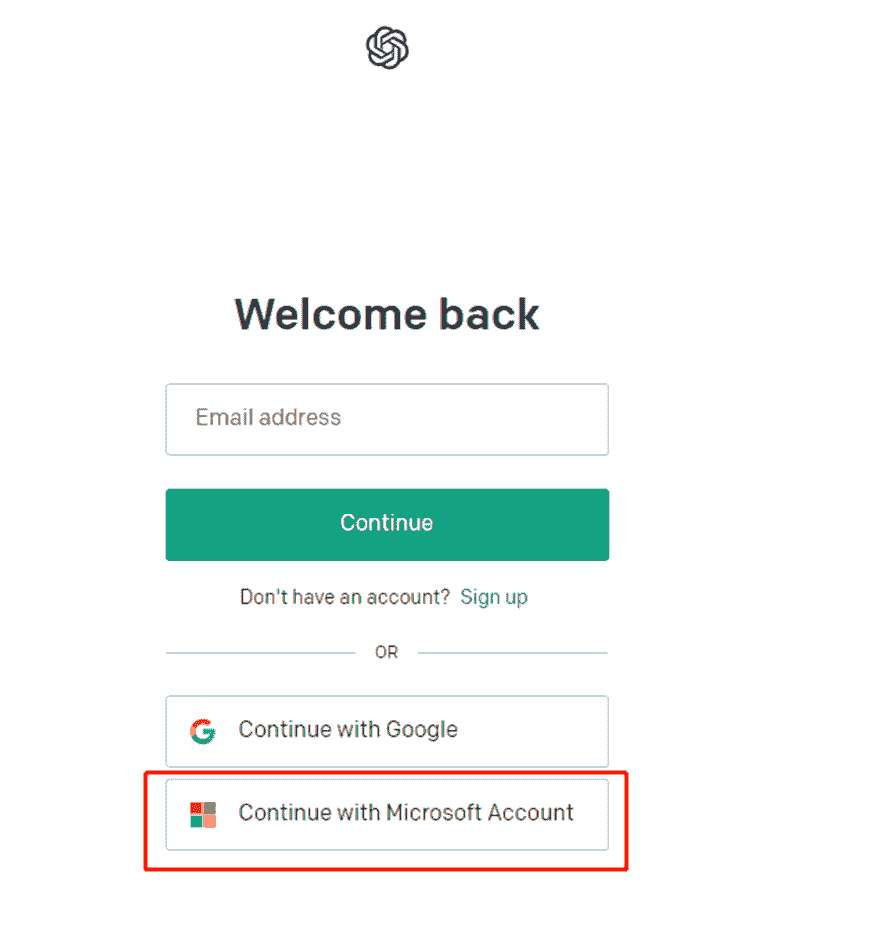 Welcome back
Email address
Continue
Don't have an account? Sign up
OR
Continue with Google
Continue with Microsoft Account